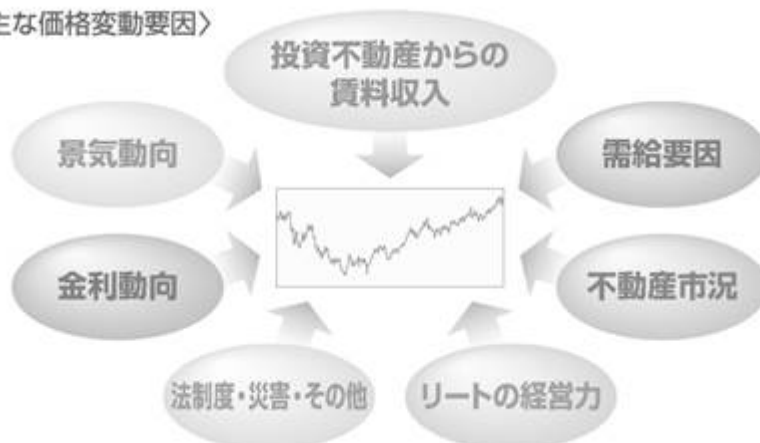 主な価格変動要因〉
投資不動産からの
賃料収入
景気動向
需給要因
金利動向
不動産市況
法制度・災害・その他
リートの経営力